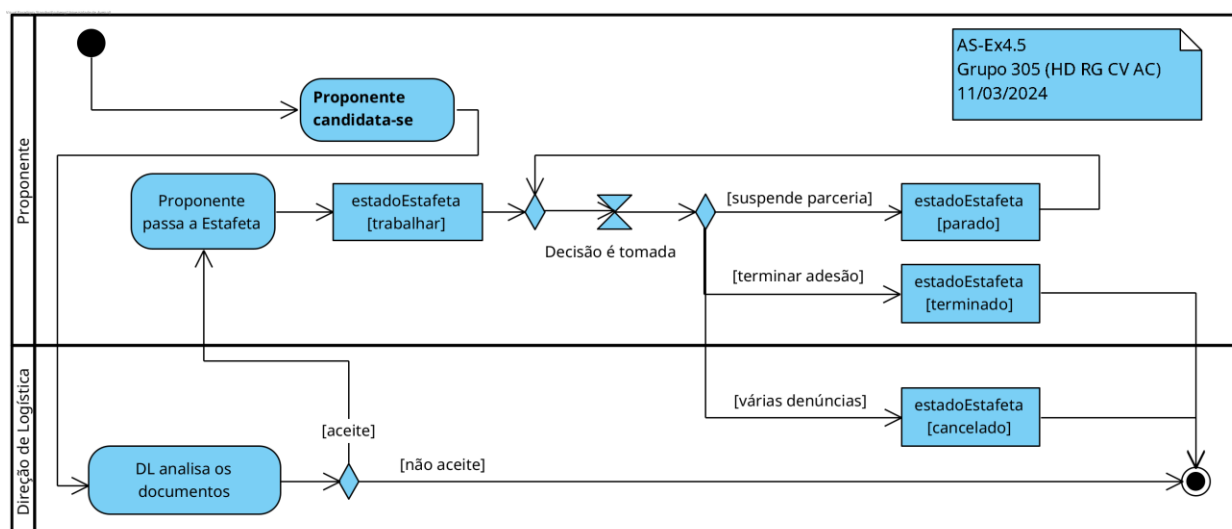 AS-Ex4.5
Grupo 305 (HD RG CV AC)
11/03/2024
Proponente
Proponente
candidata-se
Proponente
passa a Estafeta
estadoEstafeta
[trabalhar]
Decisão é tomada
[suspende parceria]
estadoEstafeta
[parado]
[terminar adesão]
estadoEstafeta
[terminado]
Direção de Logística
[várias denúncias]
estadoEstafeta
[cancelado]
[aceite]
[não aceite]
DL analisa os
documentos